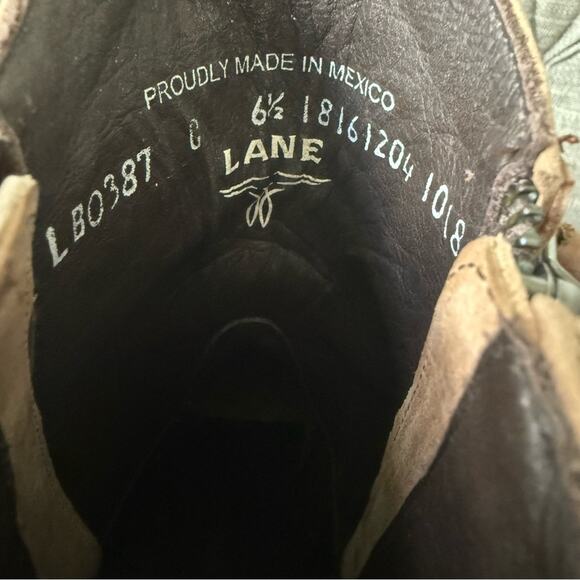 PROUDLY MADE IN MEXICO
LB0387 C 6½ 18161204 1018
LANE